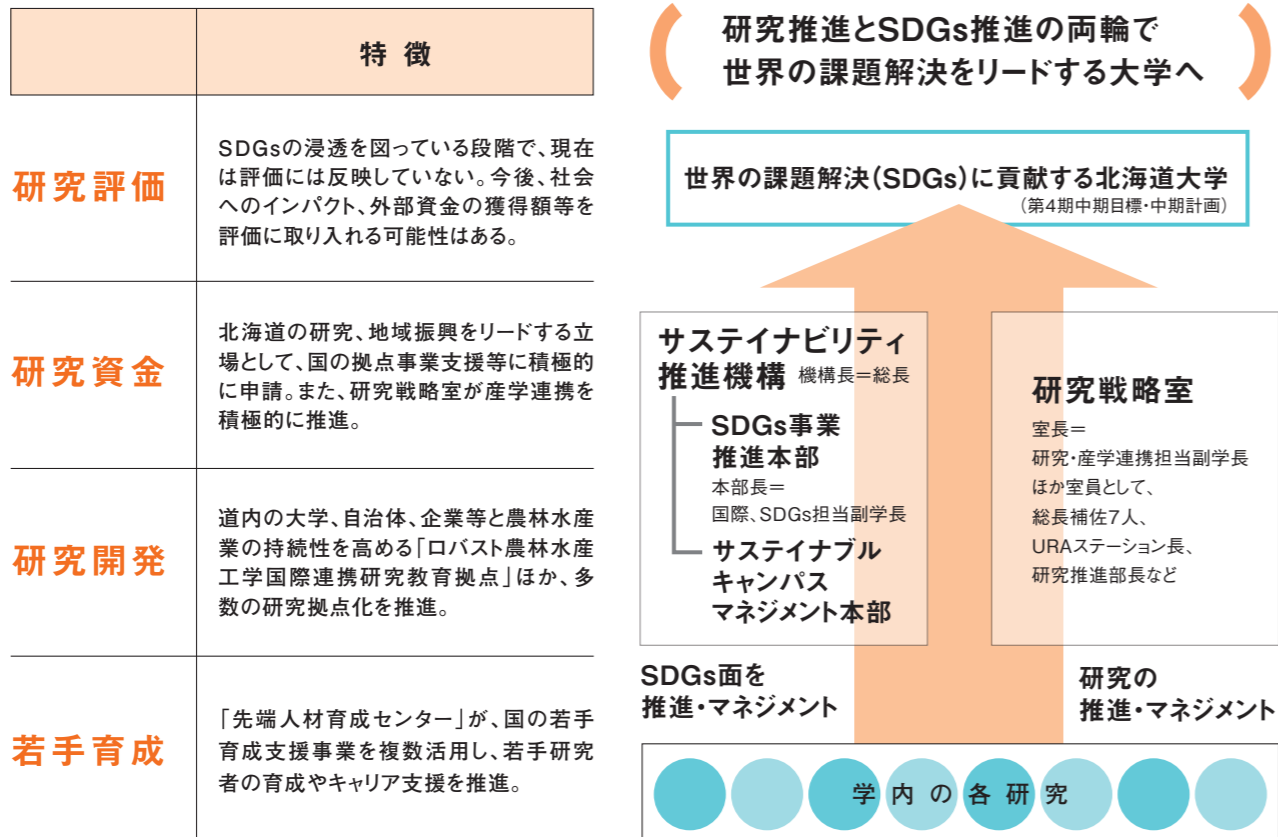 特 徴
研究評価
SDGsの浸透を図っている段階で、現在
は評価には反映していない。今後、社会
へのインパクト、外部資金の獲得額等を
評価に取り入れる可能性はある。
研究資金
北海道の研究、地域振興をリードする立
場として、国の拠点事業支援等に積極的
に申請。また、研究戦略室が産学連携を
積極的に推進。
研究開発
道内の大学、自治体、企業等と農林水産
業の持続性を高める「ロバスト農林水産
工学国際連携研究教育拠点」ほか、多
数の研究拠点化を推進。
若手育成
「先端人材育成センター」が、国の若手
育成支援事業を複数活用し、若手研究
者の育成やキャリア支援を推進。
研究推進とSDGs推進の両輪で
世界の課題解決をリードする大学へ
世界の課題解決(SDGs)に貢献する北海道大学
(第4期中期目標・中期計画)
サステイナビリティ
推進機構 機構長=総長
SDGs事業
推進本部
本部長=
国際、SDGs担当副学長
サステイナブル
キャンパス
マネジメント本部
研究戦略室
室長=
研究・産学連携担当副学長
ほか室員として、
総長補佐7人、
URAステーション長、
研究推進部長など
SDGs面を
推進・マネジメント
研究の
推進・マネジメント
学内の各研究